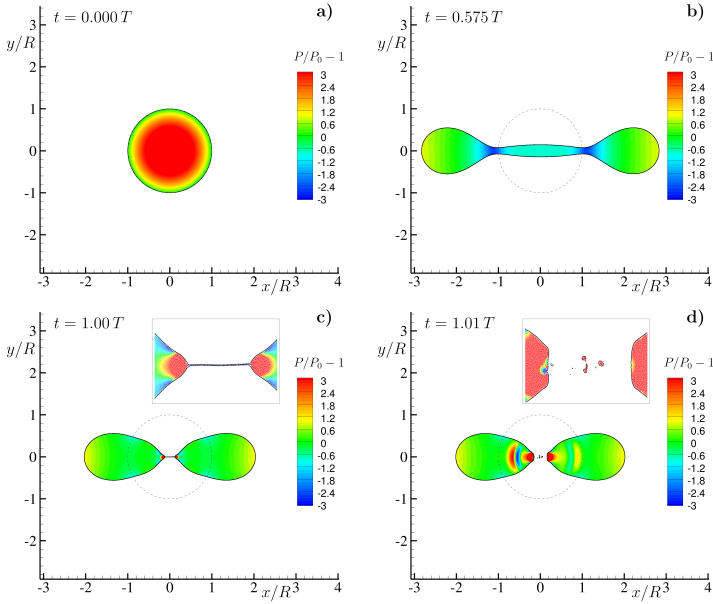 a)
t = 0.000 T
y/R
P/P₀ − 1
3
2.4
1.8
1.2
0.6
0
-0.6
-1.2
-1.8
-2.4
-3
3
2
1
0
-1
-2
-3 -2 -1 0 1 2 3 4
x/R
b)
t = 0.575 T
y/R
P/P₀ − 1
3
2.4
1.8
1.2
0.6
0
-0.6
-1.2
-1.8
-2.4
-3
3
2
1
0
-1
-2
-3 -2 -1 0 1 2 3 4
x/R
c)
t = 1.00 T
y/R
P/P₀ − 1
3
2.4
1.8
1.2
0.6
0
-0.6
-1.2
-1.8
-2.4
-3
3
2
1
0
-1
-2
-3 -2 -1 0 1 2 3 4
x/R
d)
t = 1.01 T
y/R
P/P₀ − 1
3
2.4
1.8
1.2
0.6
0
-0.6
-1.2
-1.8
-2.4
-3
3
2
1
0
-1
-2
-3 -2 -1 0 1 2 3 4
x/R